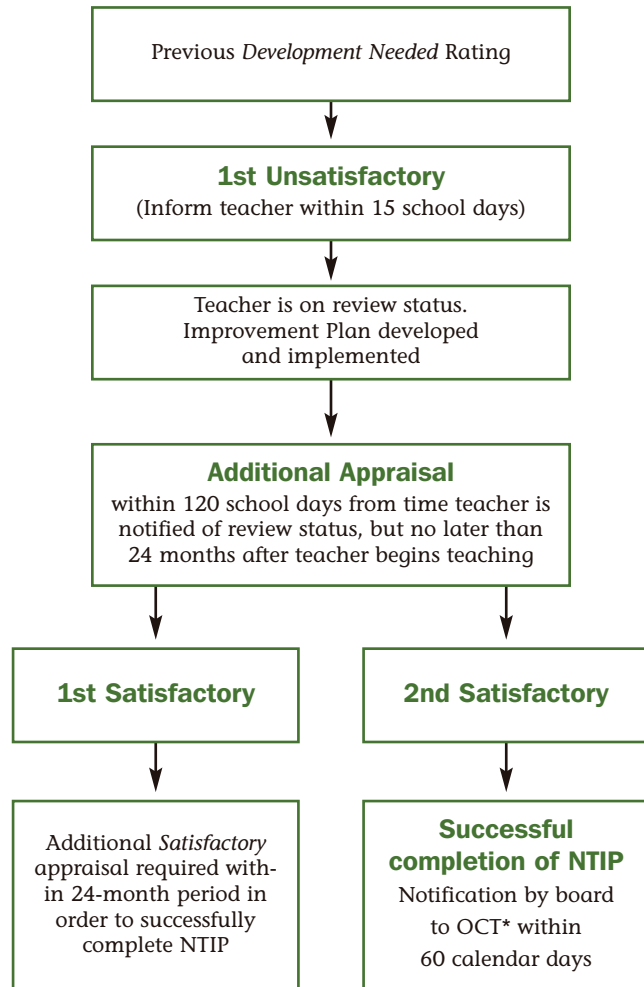 Previous Development Needed Rating
1st Unsatisfactory
(Inform teacher within 15 school days)
Teacher is on review status.
Improvement Plan developed
and implemented
Additional Appraisal
within 120 school days from time teacher is
notified of review status, but no later than
24 months after teacher begins teaching
1st Satisfactory
Additional Satisfactory
appraisal required with-
in 24-month period in
order to successfully
complete NTIP
2nd Satisfactory
Successful
completion of NTIP
Notification by board
to OCT* within
60 calendar days